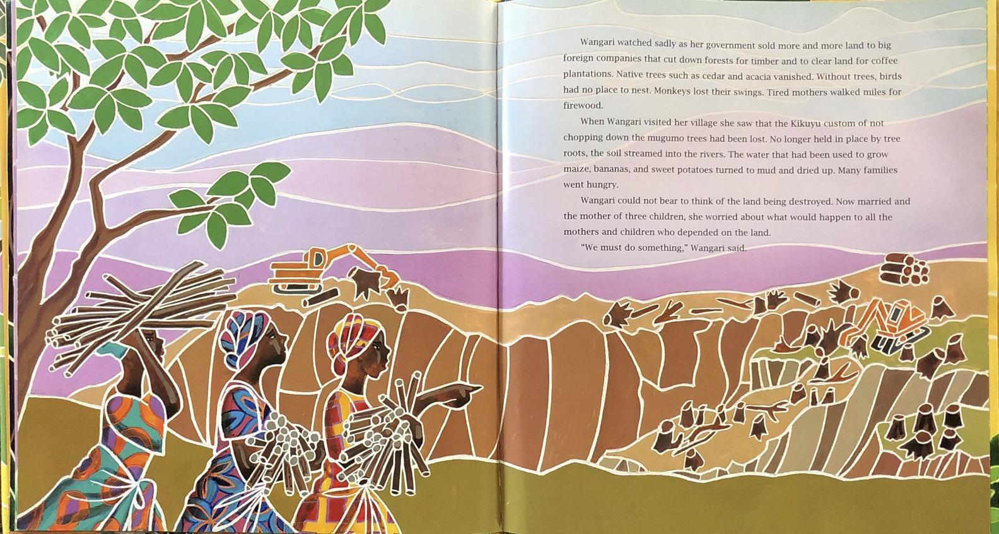 Wangari watched sadly as her government sold more and more land to big
foreign companies that cut down forests for timber and to clear land for coffee
plantations. Native trees such as cedar and acacia vanished. Without trees, birds
had no place to nest. Monkeys lost their swings. Tired mothers walked miles for
firewood.
When Wangari visited her village she saw that the Kikuyu custom of not
chopping down the mugumo trees had been lost. No longer held in place by tree
roots, the soil streamed into the rivers. The water that had been used to grow
maize, bananas, and sweet potatoes turned to mud and dried up. Many families
went hungry.
Wangari could not bear to think of the land being destroyed. Now married and
the mother of three children, she worried about what would happen to all the
mothers and children who depended on the land.
“We must do something,” Wangari said.